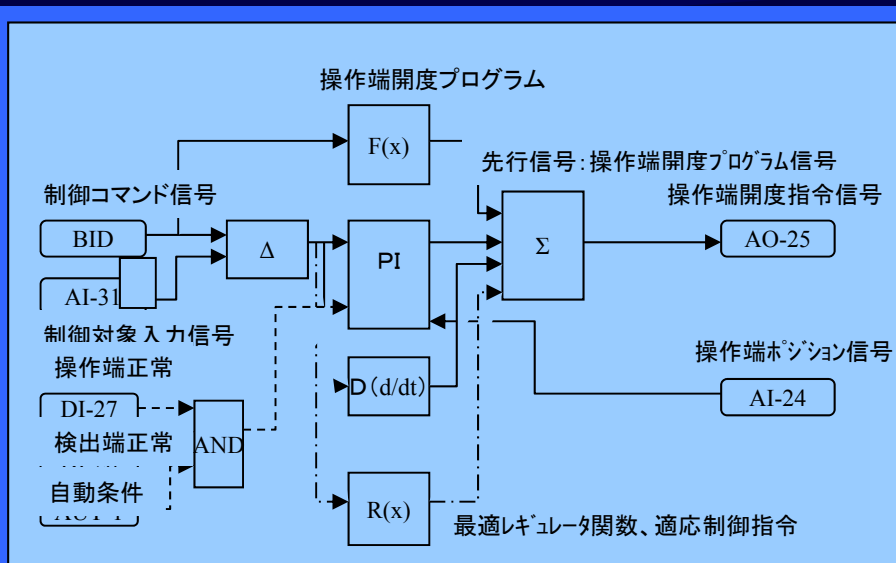 操作端開度プログラム
F(x)
先行信号：操作端開度プログラム信号
制御コマンド信号
操作端開度指令信号
BID
Δ
PI
Σ
AO-25
AI-31
制御対象入力信号
操作端正常
操作端ポジション信号
DI-27
D(d/dt)
AI-24
検出端正常
AND
自動条件
R(x)
最適レギュレータ関数、適応制御指令